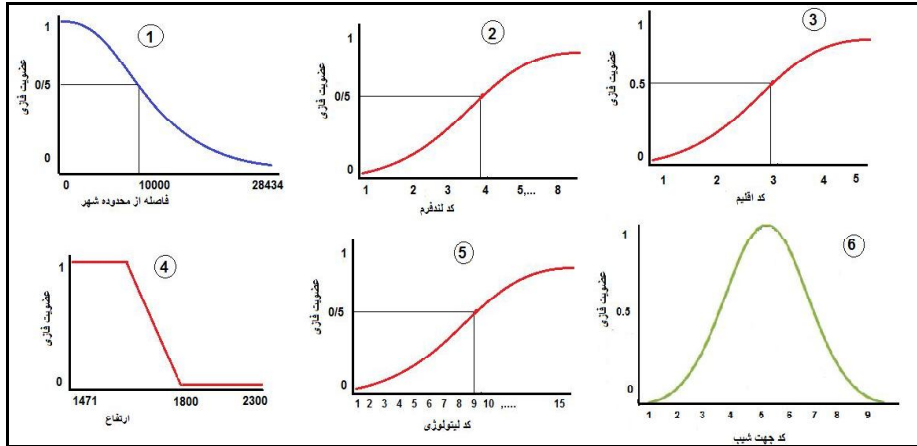 1
عضویت فازی
0/5
0
0
10000
28434
فاصله از محدوده شهر
①
1
عضویت فازی
0/5
0
1 2 3 4 5,... 8
کد لندفرم
②
1
عضویت فازی
0.5
0
1 2 3 4 5
کد اقلیم
③
1
عضویت فازی
0
1471 1800 2300
ارتفاع
④
1
عضویت فازی
0/5
0
1 2 3 4 5 6 7 8 9 10 ,.... 15
کد لیتولوژی
⑤
1
عضویت فازی
0.5
0
1 2 3 4 5 6 7 8 9
کد جهت شیب
⑥